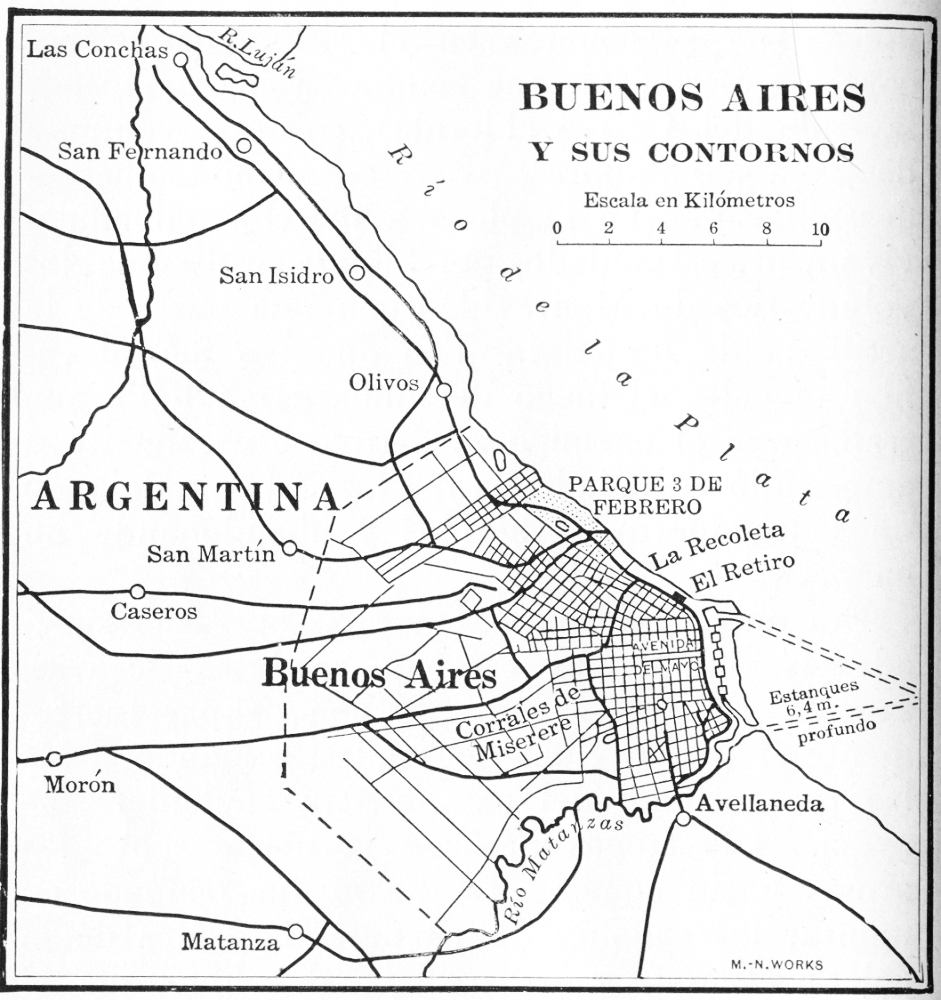 Las Conchas
R. Luján
BUENOS AIRES
Y SUS CONTORNOS
Escala en Kilómetros
0 2 4 6 8 10
San Fernando
Río de la Plata
San Isidro
Olivos
ARGENTINA
PARQUE 3 DE
FEBRERO
San Martín
La Recoleta
El Retiro
Caseros
AVENIDA
DE MAYO
Buenos Aires
Estanques
6,4 m.
profundo
Corrales de
Miserere
Morón
Avellaneda
Río Matanzas
Matanza
M.-N. WORKS